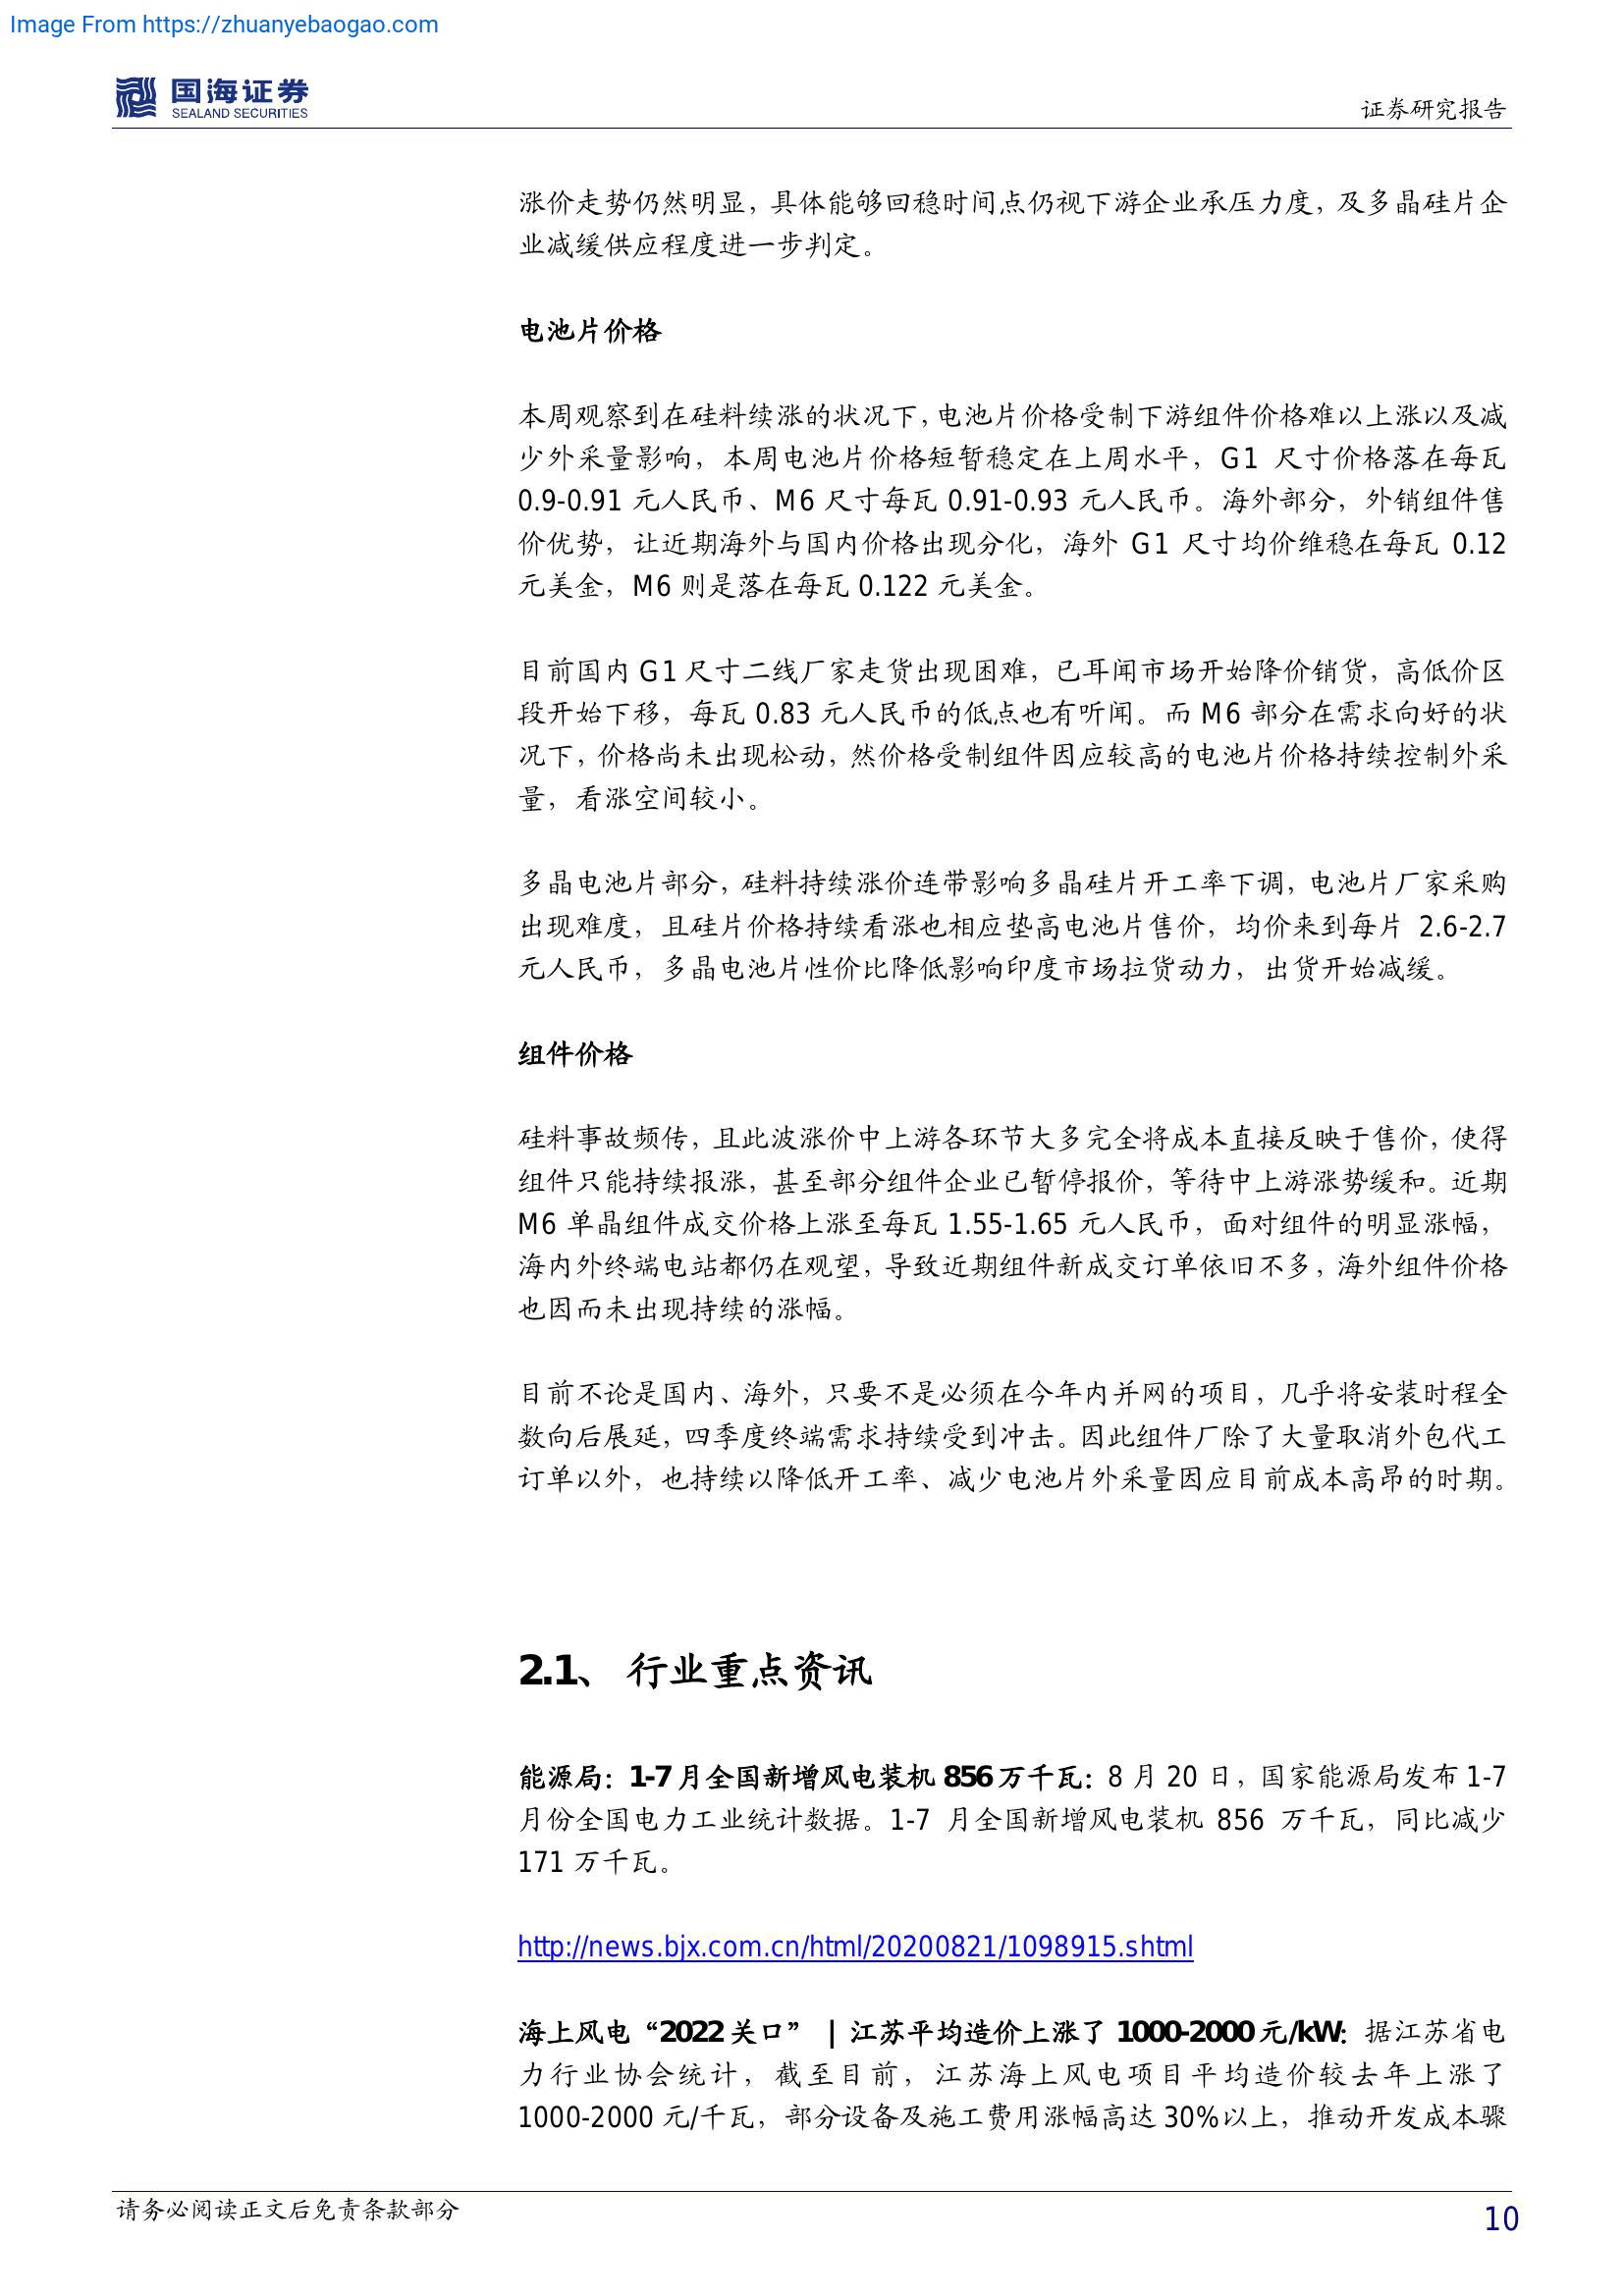 Image From https://zhuanyebaogao.com
国海证券
SEALAND SECURITIES
证券研究报告
涨价走势仍然明显，具体能够回稳时间点仍视下游企业承压力度，及多晶硅片企
业减缓供应程度进一步判定。
电池片价格
本周观察到在硅料续涨的状况下，电池片价格受制下游组件价格难以上涨以及减
少外采量影响，本周电池片价格短暂稳定在上周水平，G1 尺寸价格落在每瓦
0.9-0.91 元人民币、M6 尺寸每瓦 0.91-0.93 元人民币。海外部分，外销组件售
价优势，让近期海外与国内价格出现分化，海外 G1 尺寸均价维稳在每瓦 0.12
元美金，M6 则是落在每瓦 0.122 元美金。
目前国内 G1 尺寸二线厂家走货出现困难，已耳闻市场开始降价销货，高低价区
段开始下移，每瓦 0.83 元人民币的低点也有听闻。而 M6 部分在需求向好的状
况下，价格尚未出现松动，然价格受制组件因应较高的电池片价格持续控制外采
量，看涨空间较小。
多晶电池片部分，硅料持续涨价连带影响多晶硅片开工率下调，电池片厂家采购
出现难度，且硅片价格持续看涨也相应垫高电池片售价，均价来到每片 2.6-2.7
元人民币，多晶电池片性价比降低影响印度市场拉货动力，出货开始减缓。
组件价格
硅料事故频传，且此波涨价中上游各环节大多完全将成本直接反映于售价，使得
组件只能持续报涨，甚至部分组件企业已暂停报价，等待中上游涨势缓和。近期
M6 单晶组件成交价格上涨至每瓦 1.55-1.65 元人民币，面对组件的明显涨幅，
海内外终端电站都仍在观望，导致近期组件新成交订单依旧不多，海外组件价格
也因而未出现持续的涨幅。
目前不论是国内、海外，只要不是必须在今年内并网的项目，几乎将安装时程全
数向后展延，四季度终端需求持续受到冲击。因此组件厂除了大量取消外包代工
订单以外，也持续以降低开工率、减少电池片外采量因应目前成本高昂的时期。
2.1、 行业重点资讯
能源局：1-7 月全国新增风电装机 856 万千瓦：8 月 20 日，国家能源局发布 1-7
月份全国电力工业统计数据。1-7 月全国新增风电装机 856 万千瓦，同比减少
171 万千瓦。
http://news.bjx.com.cn/html/20200821/1098915.shtml
海上风电“2022 关口” | 江苏平均造价上涨了 1000-2000 元/kW：据江苏省电
力行业协会统计，截至目前，江苏海上风电项目平均造价较去年上涨了
1000-2000 元/千瓦，部分设备及施工费用涨幅高达 30%以上，推动开发成本骤
请务必阅读正文后免责条款部分
10